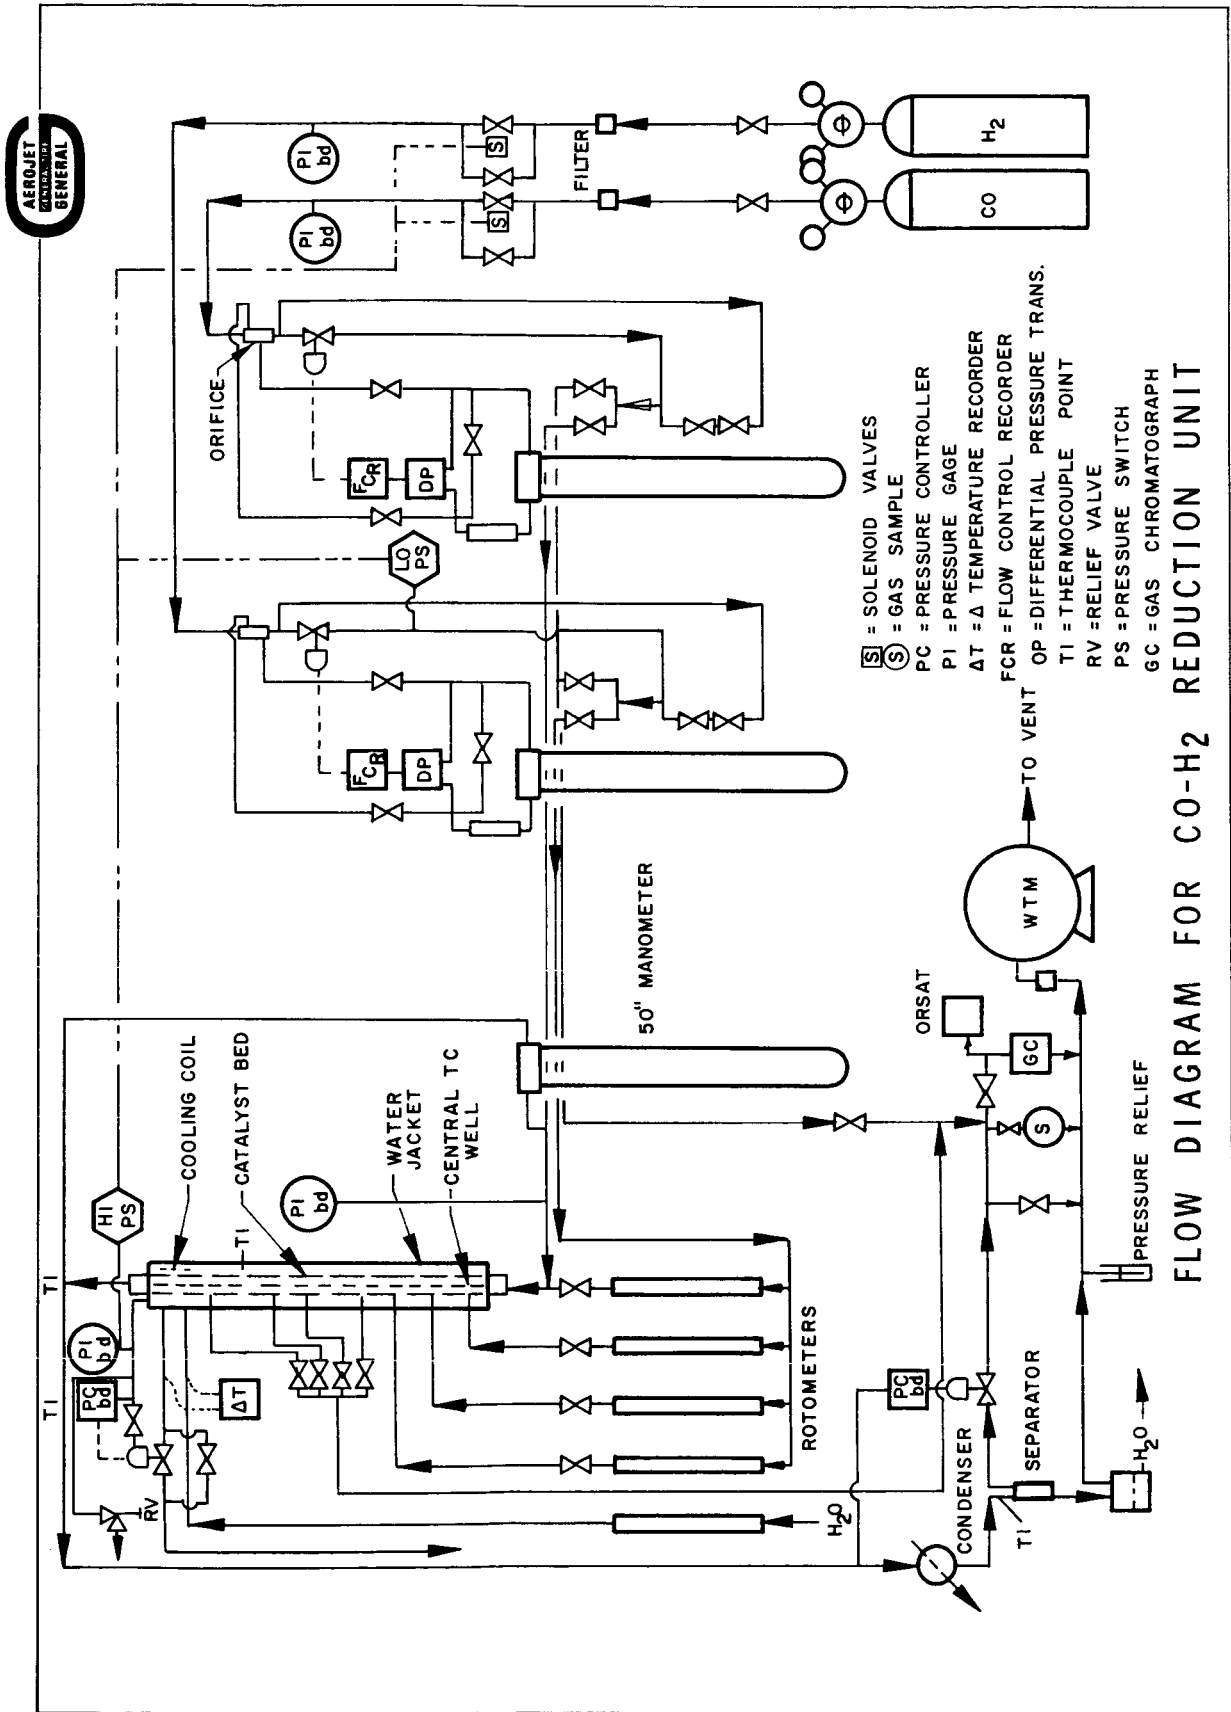 AEROJET
GENERAL
PI
bd
PI
bd
S
S
FILTER
H2
CO
ORIFICE
FCR
DP
LO
PS
FCR
DP
50" MANOMETER
S = SOLENOID VALVES
S = GAS SAMPLE
PC = PRESSURE CONTROLLER
PI = PRESSURE GAGE
ΔT = Δ TEMPERATURE RECORDER
FCR = FLOW CONTROL RECORDER
OP = DIFFERENTIAL PRESSURE TRANS.
TI = THERMOCOUPLE POINT
RV = RELIEF VALVE
PS = PRESSURE SWITCH
GC = GAS CHROMATOGRAPH
TI
HI
PS
COOLING COIL
TI
CATALYST BED
WATER
JACKET
CENTRAL TC
WELL
PI
bd
PI
bd
TI
PC
bd
ΔT
RV
ROTOMETERS
H2O
PC
bd
CONDENSER
TI
SEPARATOR
H2O
PRESSURE RELIEF
S
GC
ORSAT
WTM
TO VENT
FLOW DIAGRAM FOR CO-H2 REDUCTION UNIT